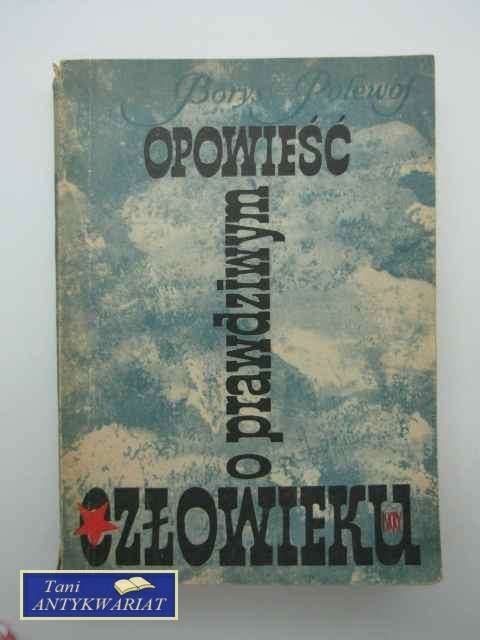 Borys Polewoj
OPOWIEŚĆ
o prawdziwym
CZŁOWIEKU
Tani
ANTYKWARIAT